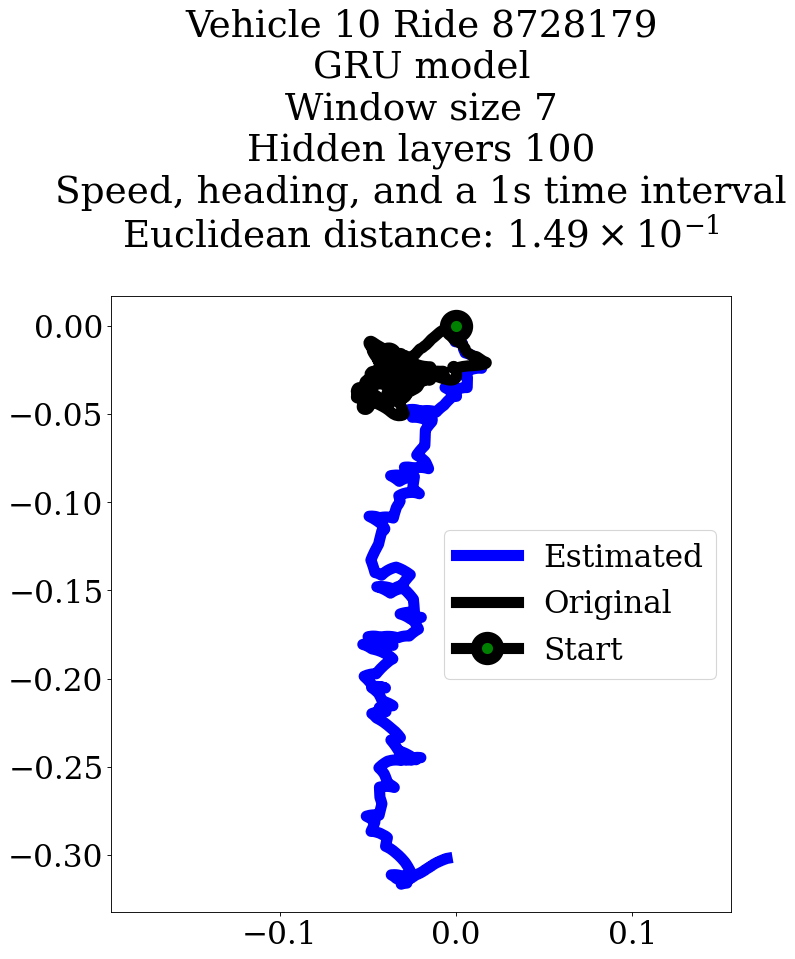 Vehicle 10 Ride 8728179
GRU model
Window size 7
Hidden layers 100
Speed, heading, and a 1s time interval
Euclidean distance: 1.49 × 10⁻¹
0.00
−0.05
−0.10
−0.15
−0.20
−0.25
−0.30
Estimated
Original
Start
−0.1
0.0
0.1